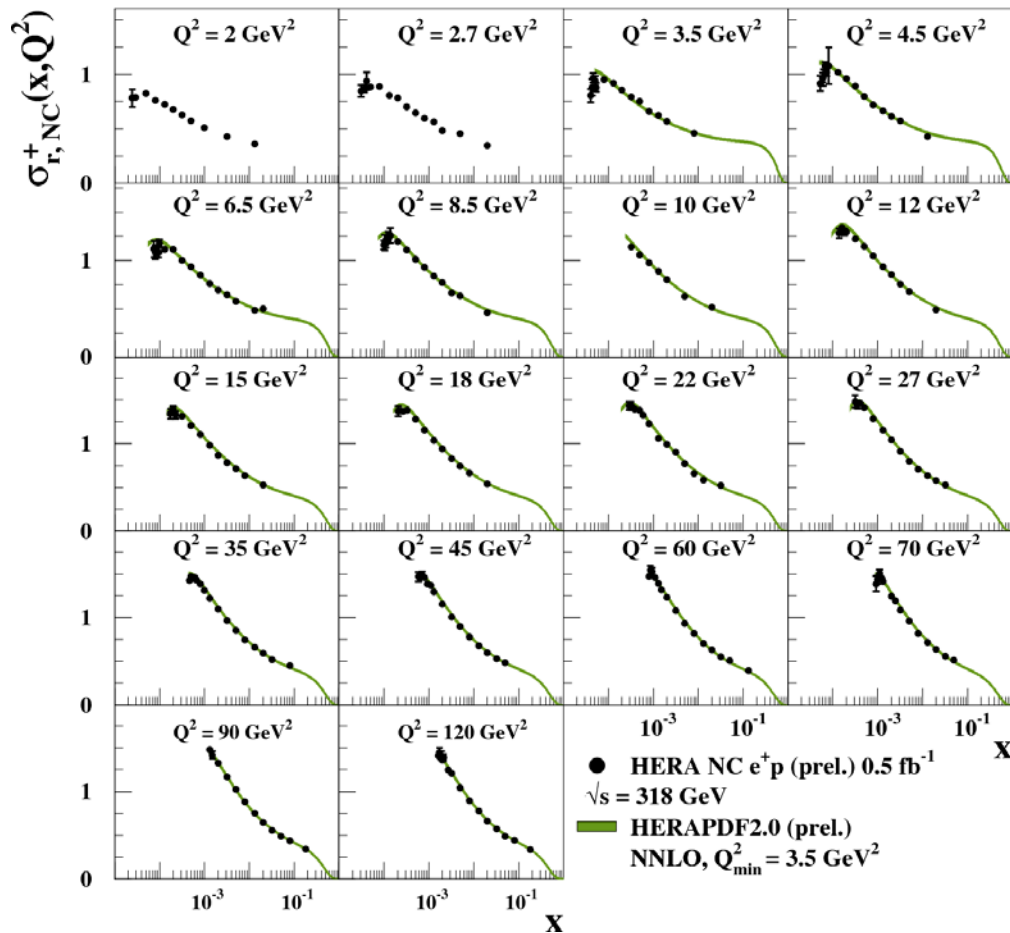 σ⁺r, NC(x,Q²)
Q² = 2 GeV²
Q² = 2.7 GeV²
Q² = 3.5 GeV²
Q² = 4.5 GeV²
1
0
Q² = 6.5 GeV²
Q² = 8.5 GeV²
Q² = 10 GeV²
Q² = 12 GeV²
1
0
Q² = 15 GeV²
Q² = 18 GeV²
Q² = 22 GeV²
Q² = 27 GeV²
1
0
Q² = 35 GeV²
Q² = 45 GeV²
Q² = 60 GeV²
Q² = 70 GeV²
1
0
10⁻³ 10⁻¹ 10⁻³ 10⁻¹
x
Q² = 90 GeV²
Q² = 120 GeV²
1
0
10⁻³ 10⁻¹ 10⁻³ 10⁻¹
x
HERA NC e⁺p (prel.) 0.5 fb⁻¹
√s = 318 GeV
HERAPDF2.0 (prel.)
NNLO, Q²min = 3.5 GeV²